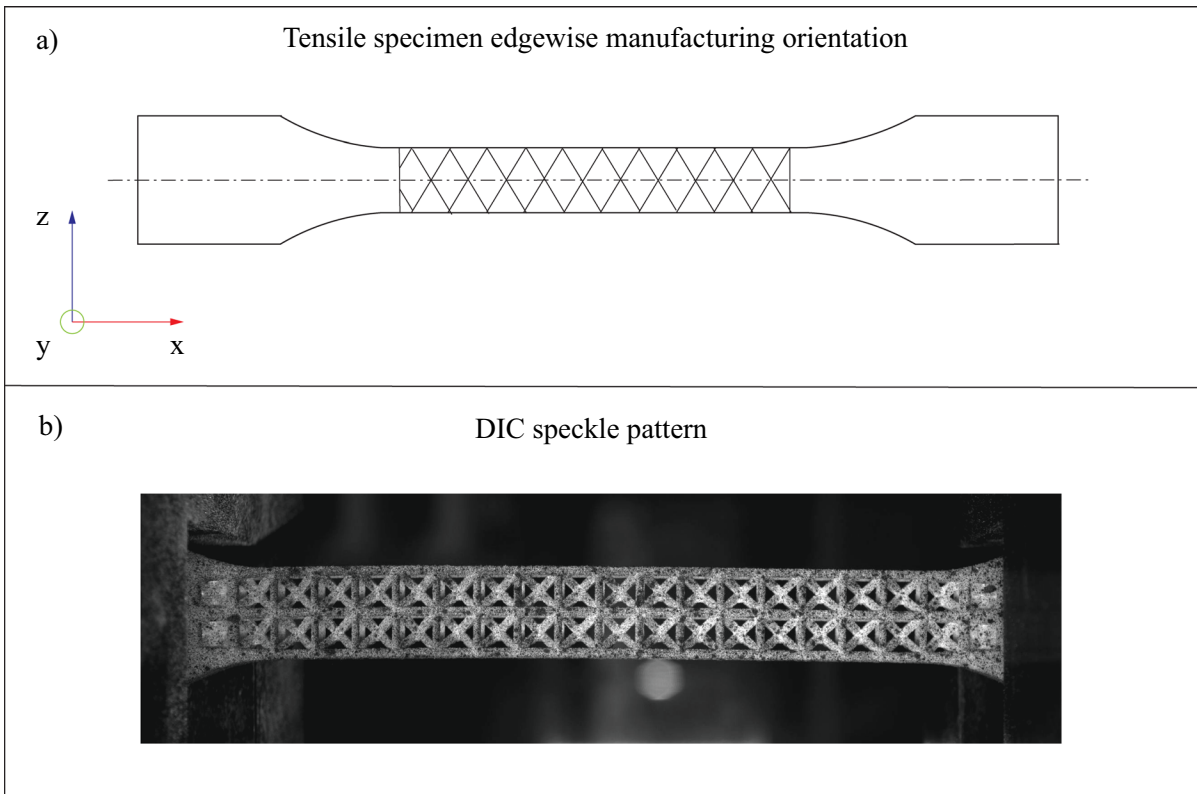 a)
Tensile specimen edgewise manufacturing orientation
z
y
x
b)
DIC speckle pattern